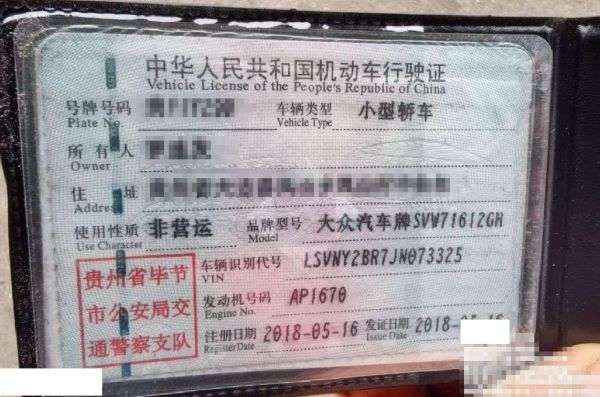 中华人民共和国机动车行驶证
Vehicle License of the People's Republic of China
号牌号码 车辆类型 小型轿车
Plate No. Vehicle Type
所有人
Owner
住址
Address
使用性质 非营运 品牌型号 大众汽车牌SVW71612GH
Use Character Model
贵州省毕节
市公安局交
通警察支队
车辆识别代号 LSVNY2BR7JN073325
VIN
发动机号码 AP1670
Engine No.
注册日期 2018-05-16 发证日期 2018-05-16
Register Date Issue Date